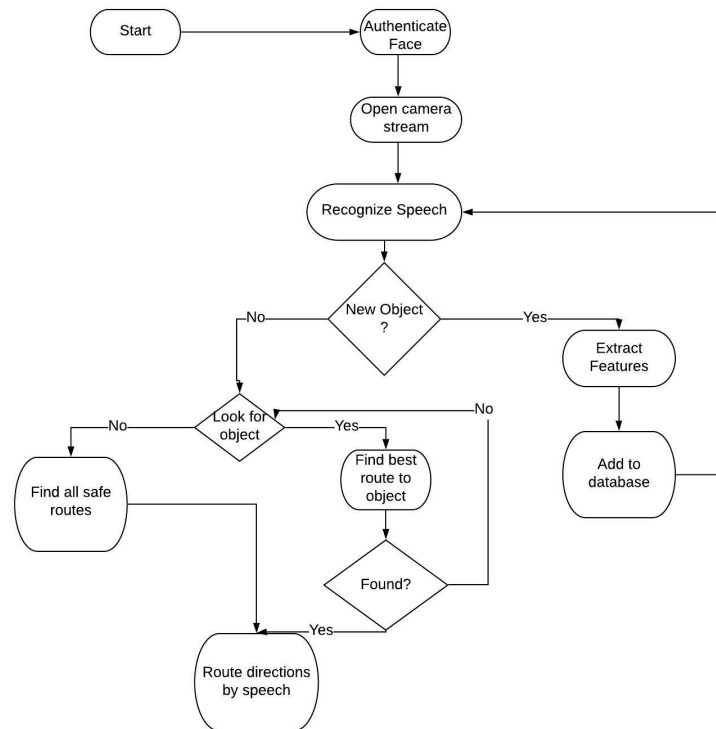 Start
Authenticate
Face
Open camera
stream
Recognize Speech
New Object
?
No
Yes
Extract
Features
Look for
object
No
Yes
No
Find best
route to
object
Find all safe
routes
Add to
database
Found?
Yes
Route directions
by speech